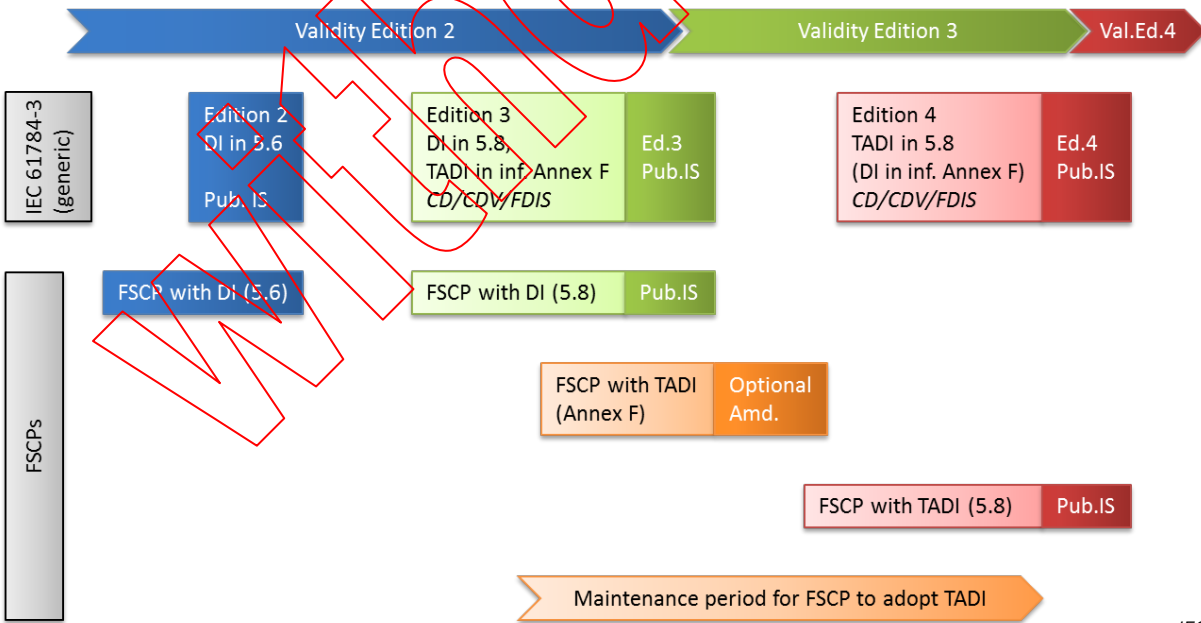 Validity Edition 2
Validity Edition 3
Val.Ed.4
IEC 61784-3
(generic)
Edition 2
DI in 5.6
Pub. IS
Edition 3
DI in 5.8,
TADI in inf. Annex F
CD/CDV/FDIS
Ed.3
Pub.IS
Edition 4
TADI in 5.8
(DI in inf. Annex F)
CD/CDV/FDIS
Ed.4
Pub.IS
FSCPs
FSCP with DI (5.6)
FSCP with DI (5.8)
Pub.IS
FSCP with TADI
(Annex F)
Optional
Amd.
FSCP with TADI (5.8)
Pub.IS
Maintenance period for FSCP to adopt TADI